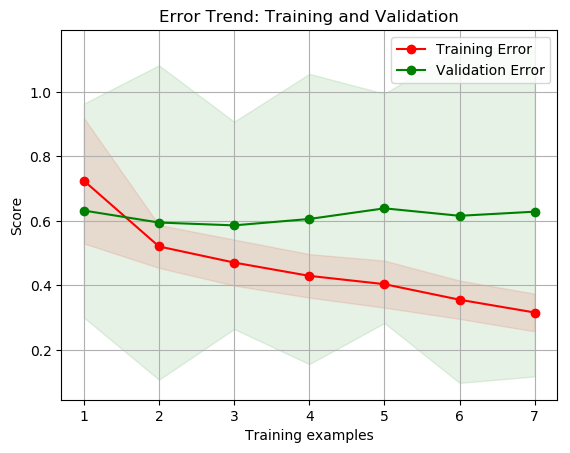 Error Trend: Training and Validation
Training Error
Validation Error
Score
1.0
0.8
0.6
0.4
0.2
1 2 3 4 5 6 7
Training examples